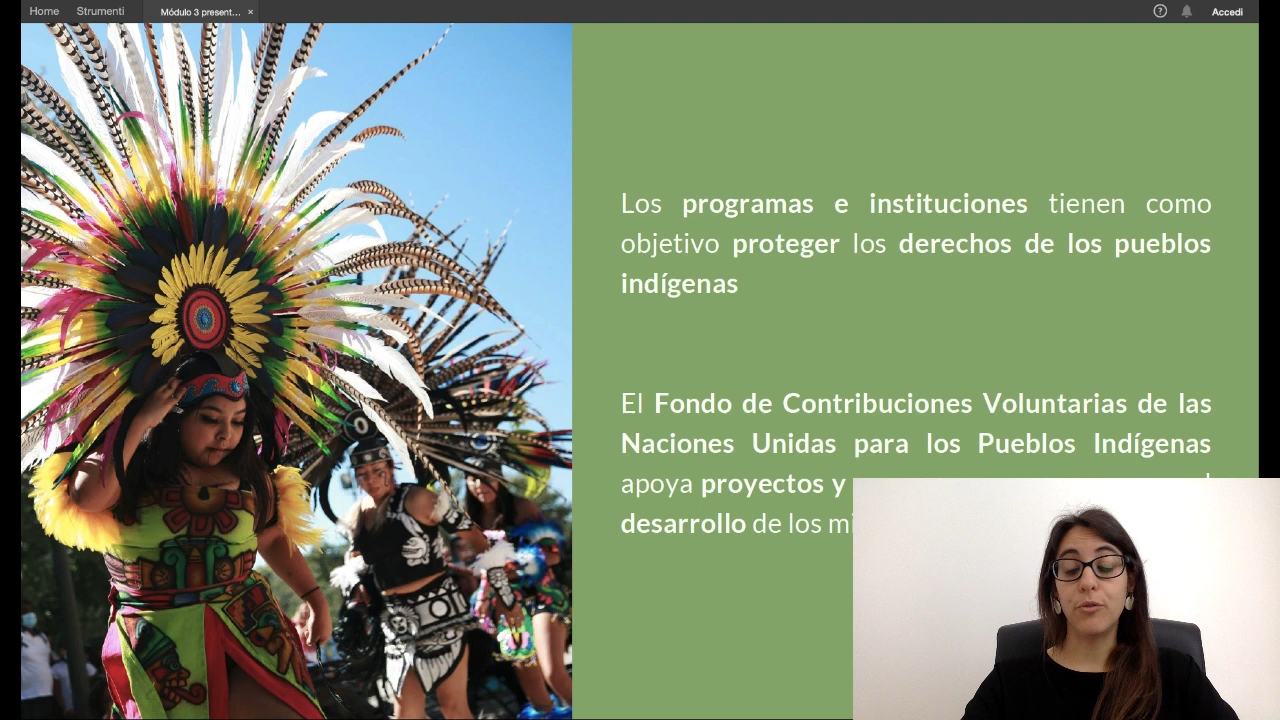 Home Strumenti Módulo 3 present... × ? Accedi
Los programas e instituciones tienen como
objetivo proteger los derechos de los pueblos
indígenas
El Fondo de Contribuciones Voluntarias de las
Naciones Unidas para los Pueblos Indígenas
apoya proyectos y
desarrollo de los